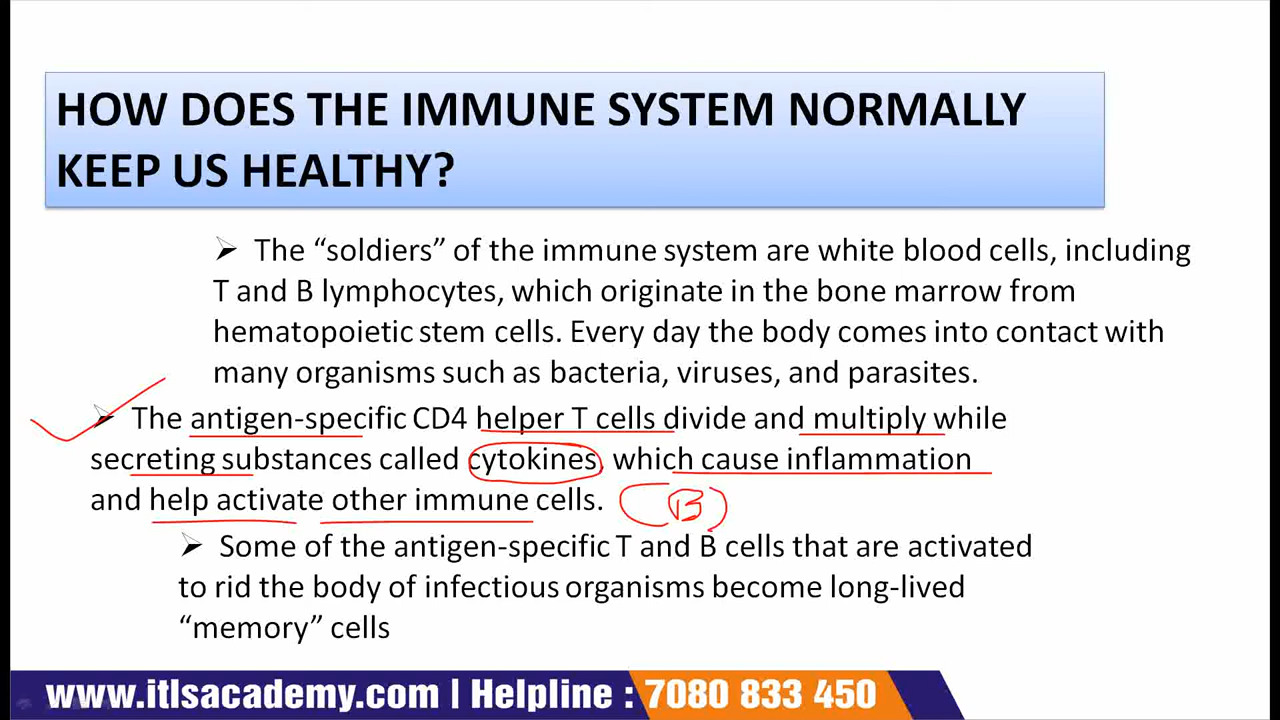 HOW DOES THE IMMUNE SYSTEM NORMALLY
KEEP US HEALTHY?
➢ The “soldiers” of the immune system are white blood cells, including
T and B lymphocytes, which originate in the bone marrow from
hematopoietic stem cells. Every day the body comes into contact with
many organisms such as bacteria, viruses, and parasites.
➢ The antigen-specific CD4 helper T cells divide and multiply while
secreting substances called cytokines, which cause inflammation
and help activate other immune cells. (B)
➢ Some of the antigen-specific T and B cells that are activated
to rid the body of infectious organisms become long-lived
“memory” cells
www.itlsacademy.com | Helpline : 7080 833 450